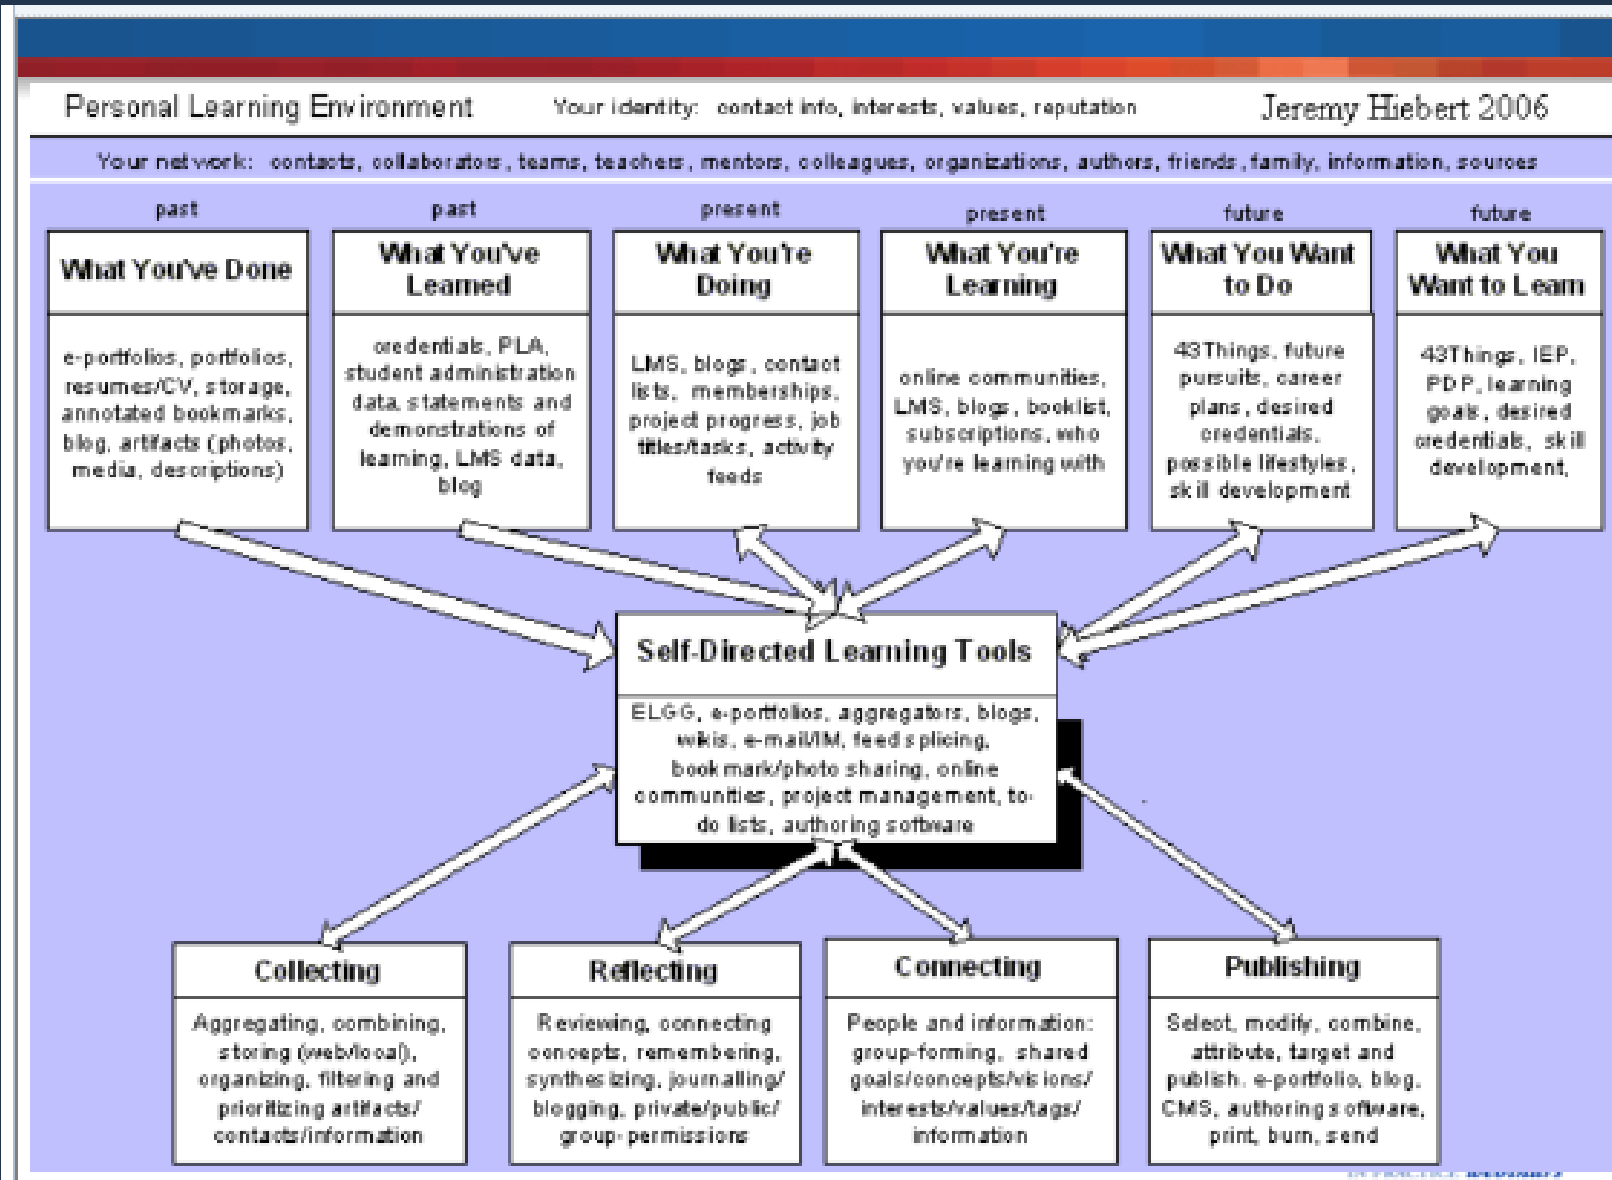 Personal Learning Environment
Your identity: contact info, interests, values, reputation
Jeremy Hiebert 2006
Your network: contacts, collaborators, teams, teachers, mentors, colleagues, organizations, authors, friends, family, information, sources
past
past
present
present
future
future
What You've Done
e-portfolios, portfolios,
resumes/CV, storage,
annotated bookmarks,
blog, artifacts (photos,
media, descriptions)
What You've
Learned
credentials, PLA,
student administration
data, statements and
demonstrations of
learning, LMS data,
blog
What You're
Doing
LMS, blogs, contact
lists, memberships,
project progress, job
titles/tasks, activity
feeds
What You're
Learning
online communities,
LMS, blogs, booklist,
subscriptions, who
you're learning with
What You Want
to Do
43Things, future
pursuits, career
plans, desired
credentials,
possible lifestyles,
skill development
What You
Want to Learn
43Things, IEP,
PDP, learning
goals, desired
credentials, skill
development,
Self-Directed Learning Tools
ELGG, e-portfolios, aggregators, blogs,
wikis, e-mail/IM, feed splicing,
bookmark/photo sharing, online
communities, project management, to-
do lists, authoring software
Collecting
Aggregating, combining,
storing (web/local),
organizing, filtering and
prioritizing artifacts/
contacts/information
Reflecting
Reviewing, connecting
concepts, remembering,
synthesizing, journalling/
blogging, private/public/
group-permissions
Connecting
People and information:
group-forming, shared
goals/concepts/visions/
interests/values/tags/
information
Publishing
Select, modify, combine,
attribute, target and
publish. e-portfolio, blog,
CMS, authoring software,
print, burn, send